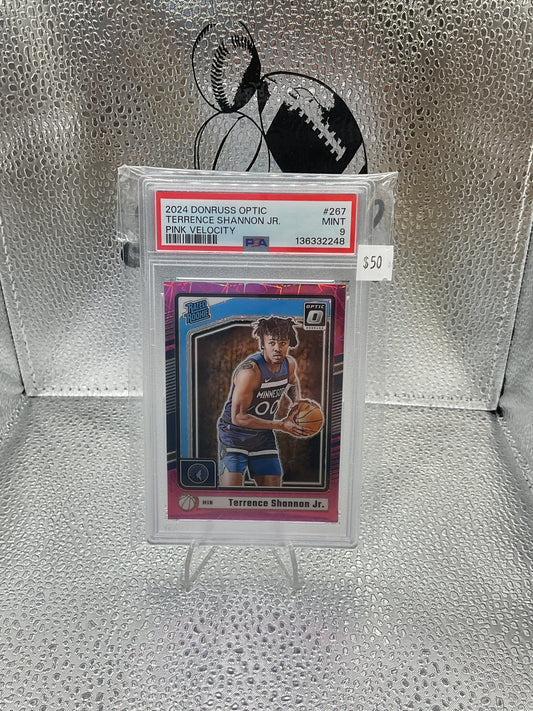 2024 DONRUSS OPTIC #267
TERRENCE SHANNON JR. MINT
PINK VELOCITY 9
PSA 136332248
$50
RATED ROOKIE
OPTIC
MINNESOTA
00
MIN Terrence Shannon Jr.